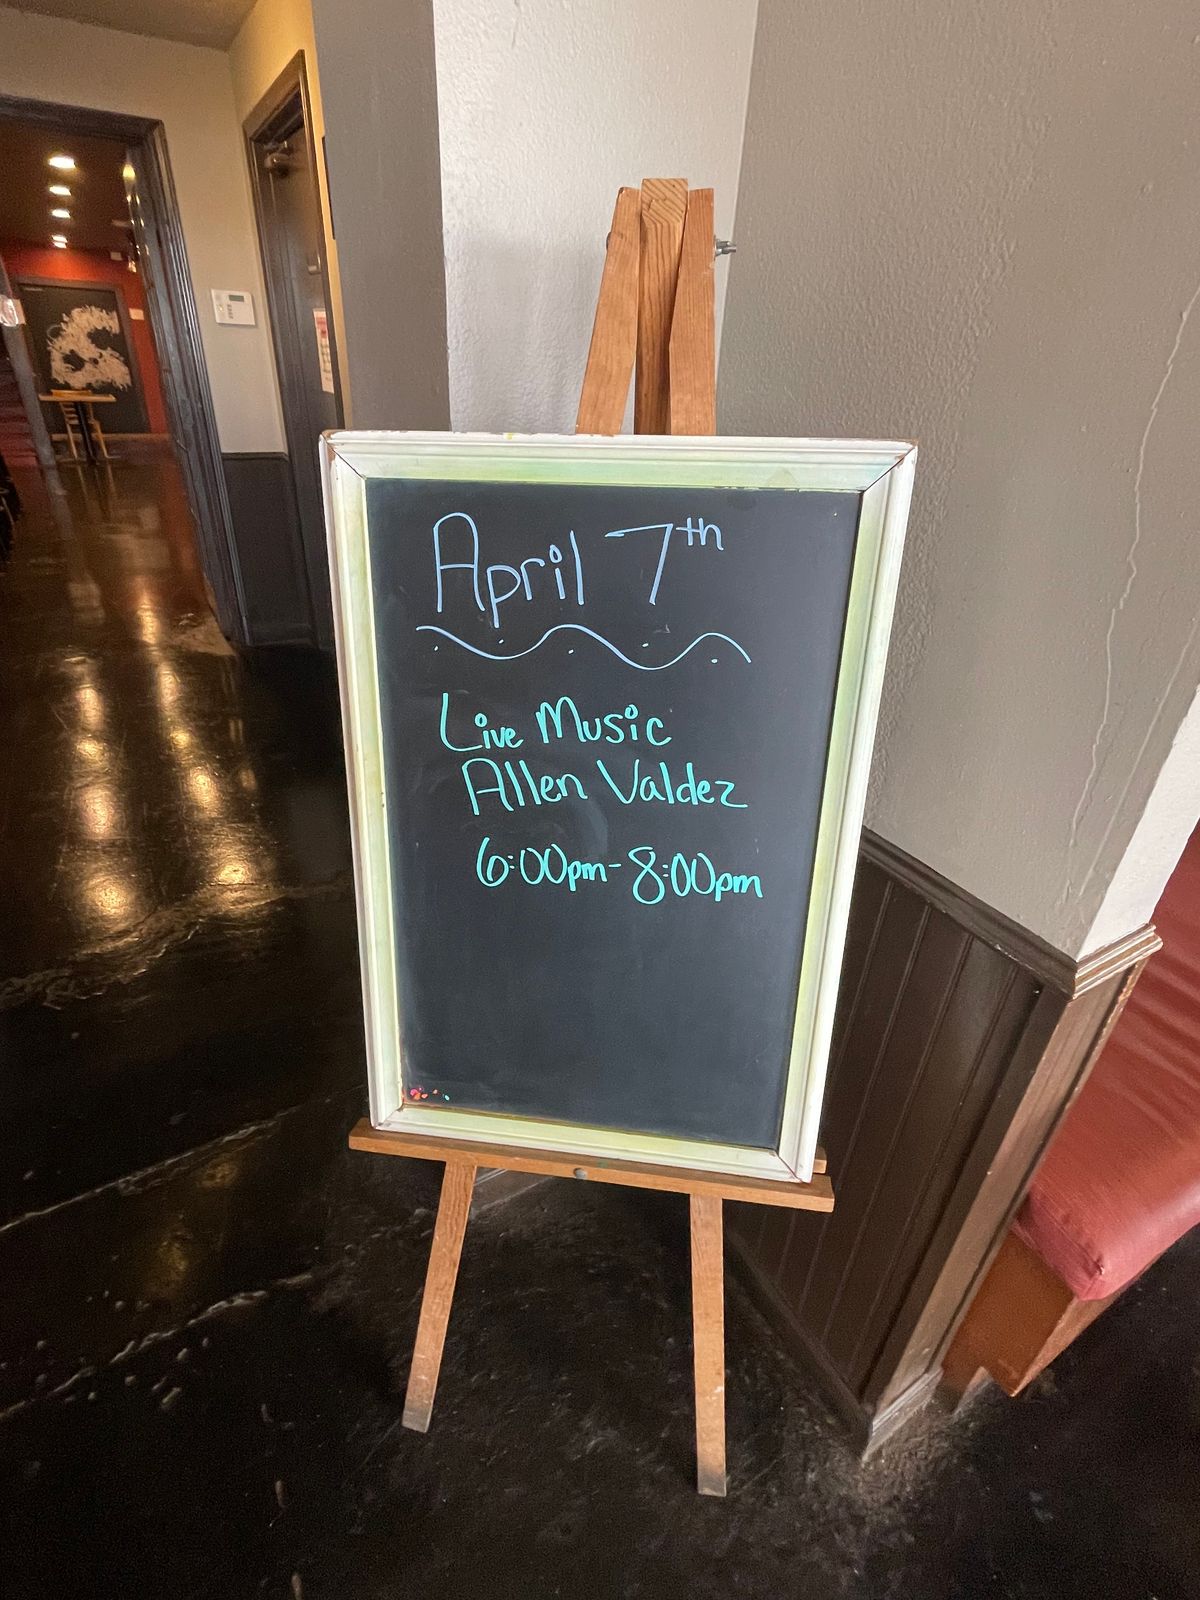 April 7th
Live Music
Allen Valdez
6:00pm-8:00pm